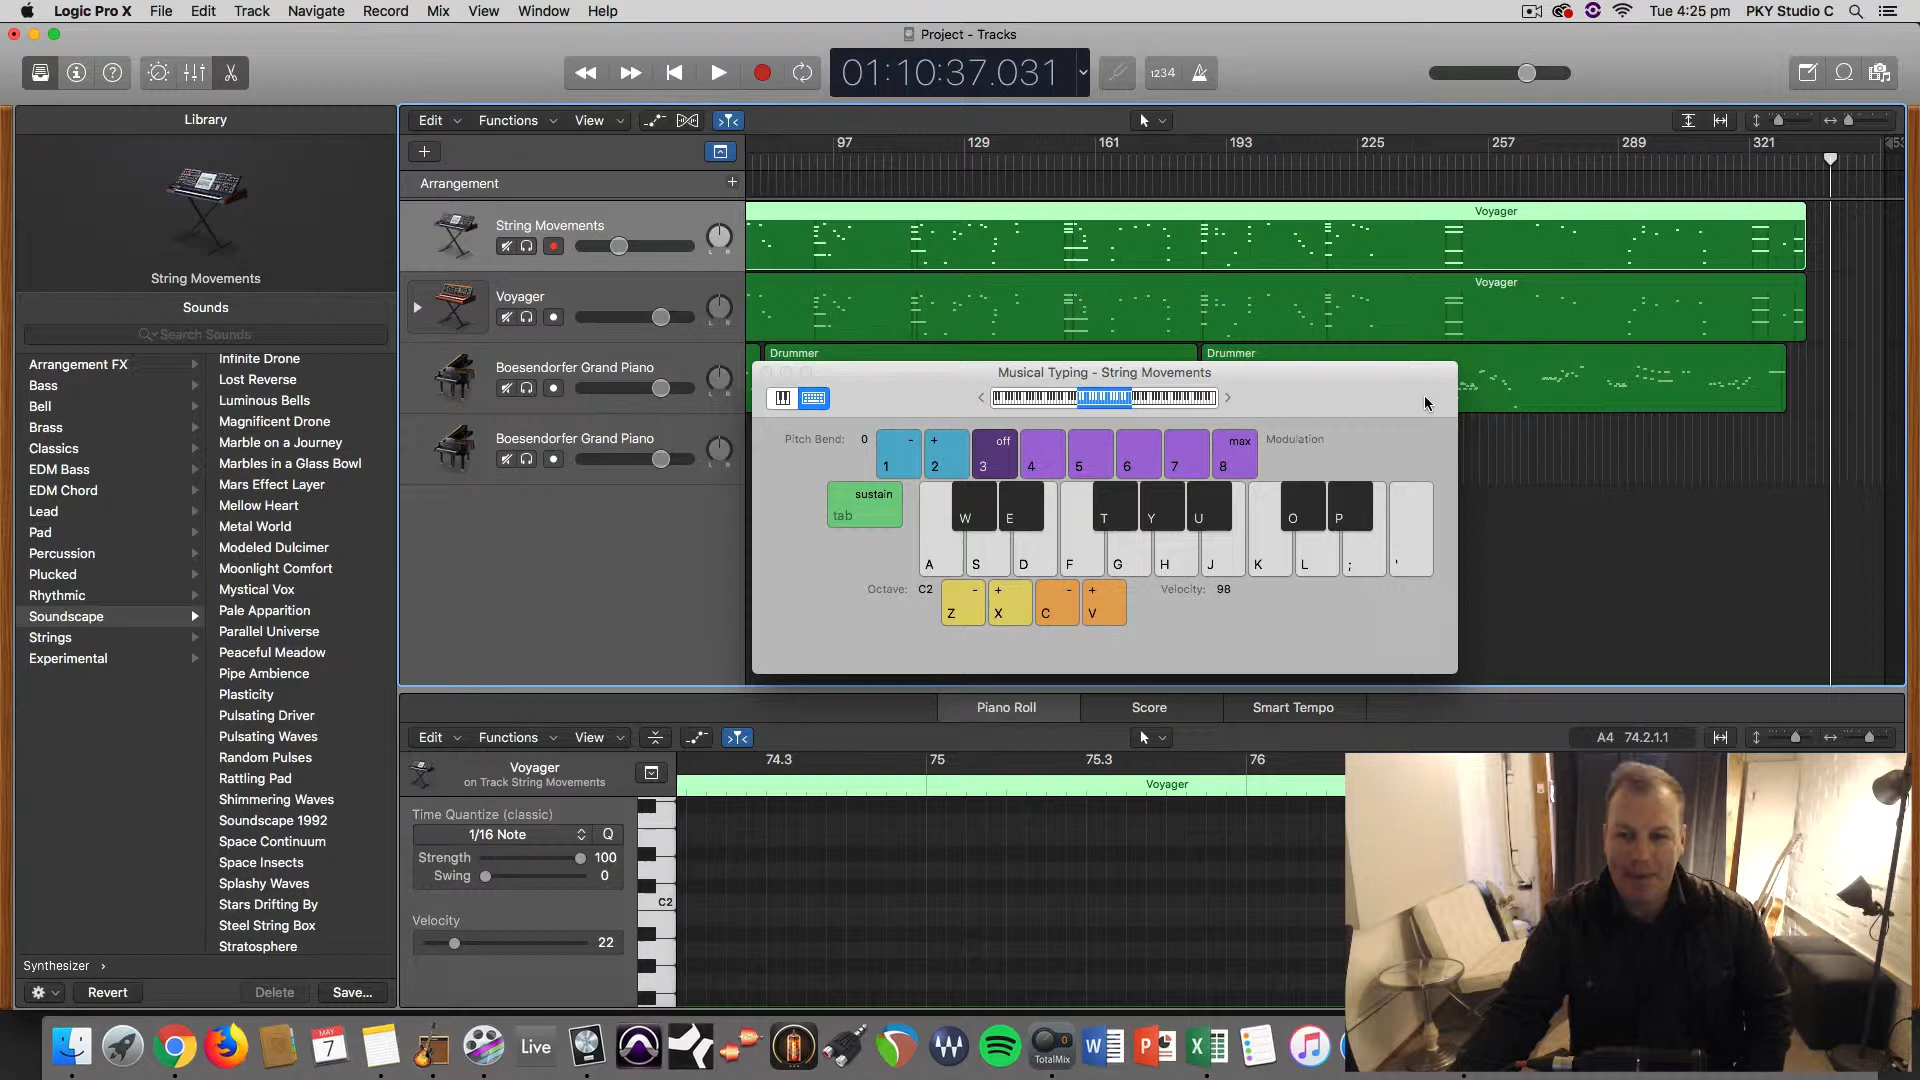 Logic Pro X File Edit Track Navigate Record Mix View Window Help Tue 4:25 pm PKY Studio C
Project - Tracks
01:10:37.031 1234
Library
Edit Functions View
97 129 161 193 225 257 289 321
Arrangement
String Movements
Sounds
Search Sounds
Arrangement FX
Bass
Bell
Brass
Classics
EDM Bass
EDM Chord
Lead
Pad
Percussion
Plucked
Rhythmic
Soundscape
Strings
Experimental
Infinite Drone
Lost Reverse
Luminous Bells
Magnificent Drone
Marble on a Journey
Marbles in a Glass Bowl
Mars Effect Layer
Mellow Heart
Metal World
Modeled Dulcimer
Moonlight Comfort
Mystical Vox
Pale Apparition
Parallel Universe
Peaceful Meadow
Pipe Ambience
Plasticity
Pulsating Driver
Pulsating Waves
Random Pulses
Rattling Pad
Shimmering Waves
Soundscape 1992
Space Continuum
Space Insects
Splashy Waves
Stars Drifting By
Steel String Box
Stratosphere
Synthesizer
Revert Delete Save...
String Movements
L R
Voyager
L R
Boesendorfer Grand Piano
L R
Boesendorfer Grand Piano
L R
Voyager
Voyager
Drummer Drummer
Musical Typing - String Movements
Pitch Bend: 0 - + off max Modulation
1 2 3 4 5 6 7 8
sustain
tab
W E T Y U O P
A S D F G H J K L ; '
Octave: C2 - + - + Velocity: 98
Z X C V
Piano Roll Score Smart Tempo
Edit Functions View A4 74.2.1.1
Voyager
on Track String Movements
74.3 75 75.3 76
Voyager
Time Quantize (classic)
1/16 Note Q
Strength 100
Swing 0
Velocity
22
C2
MAY
7
Live
0
TotalMix